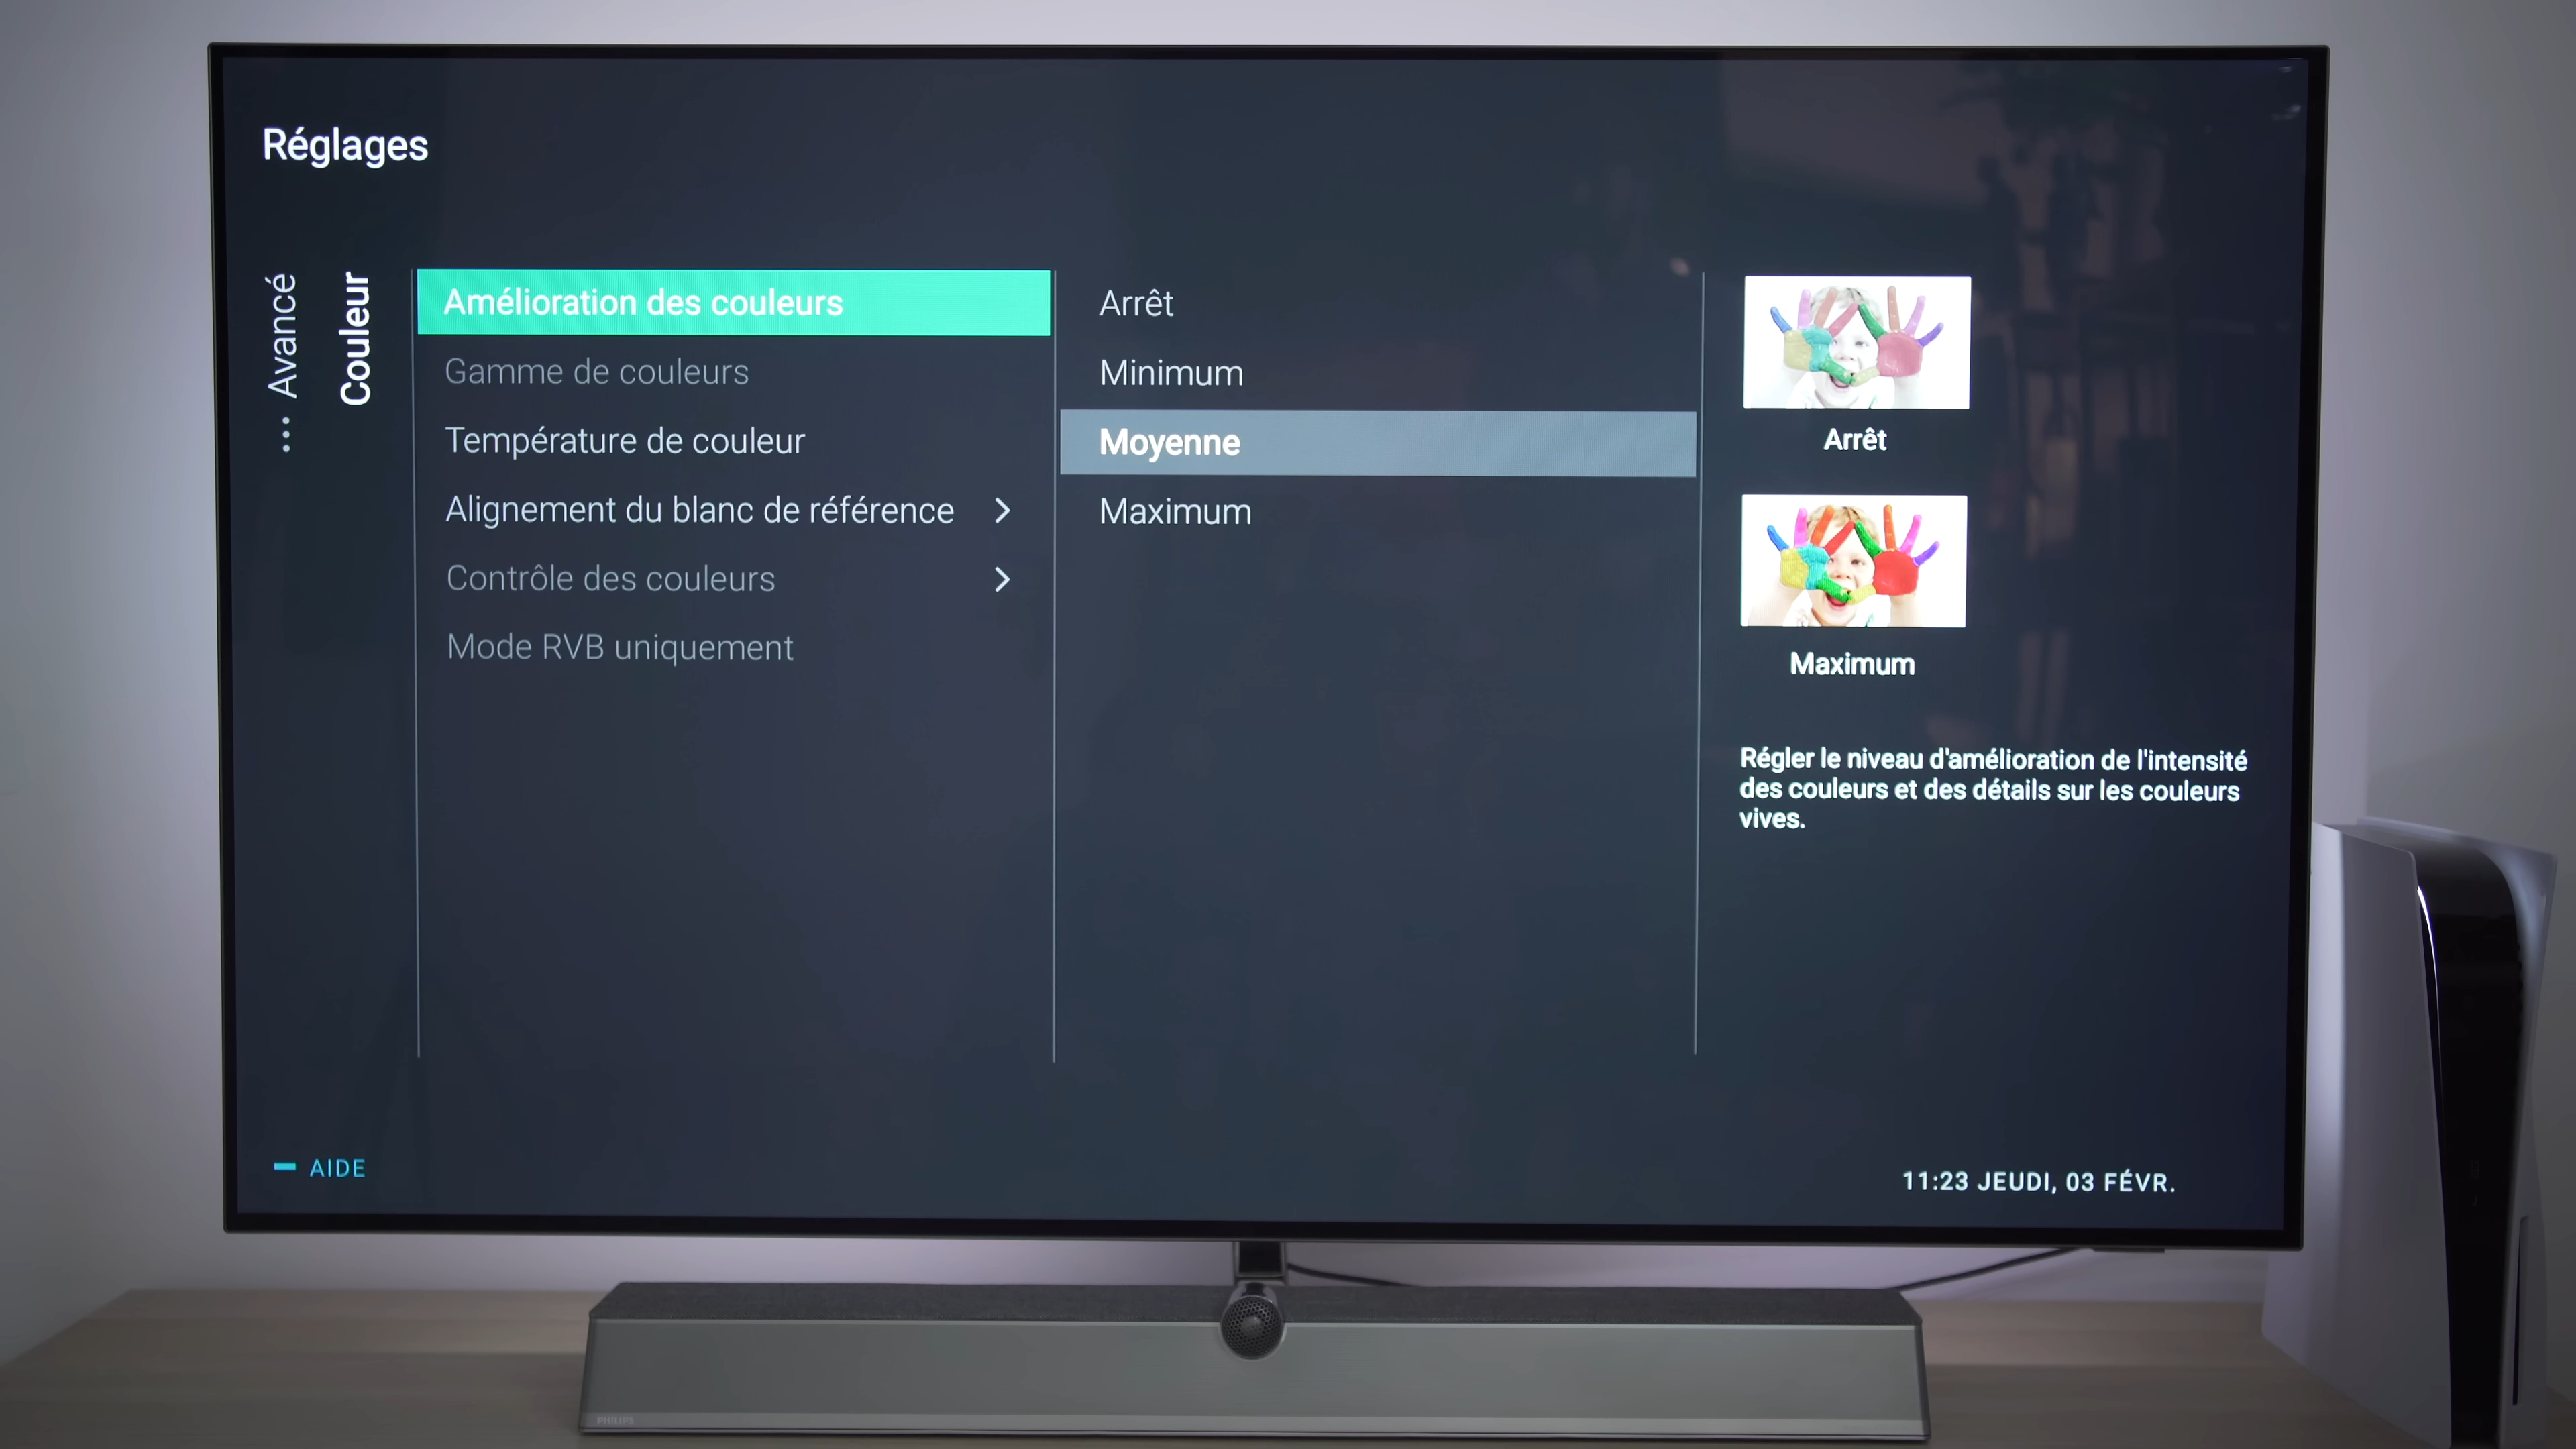 Réglages
Avancé
Couleur
Amélioration des couleurs
Gamme de couleurs
Température de couleur
Alignement du blanc de référence
Contrôle des couleurs
Mode RVB uniquement
Arrêt
Minimum
Moyenne
Maximum
Arrêt
Maximum
Régler le niveau d'amélioration de l'intensité
des couleurs et des détails sur les couleurs
vives.
AIDE
11:23 JEUDI, 03 FÉVR.
PHILIPS